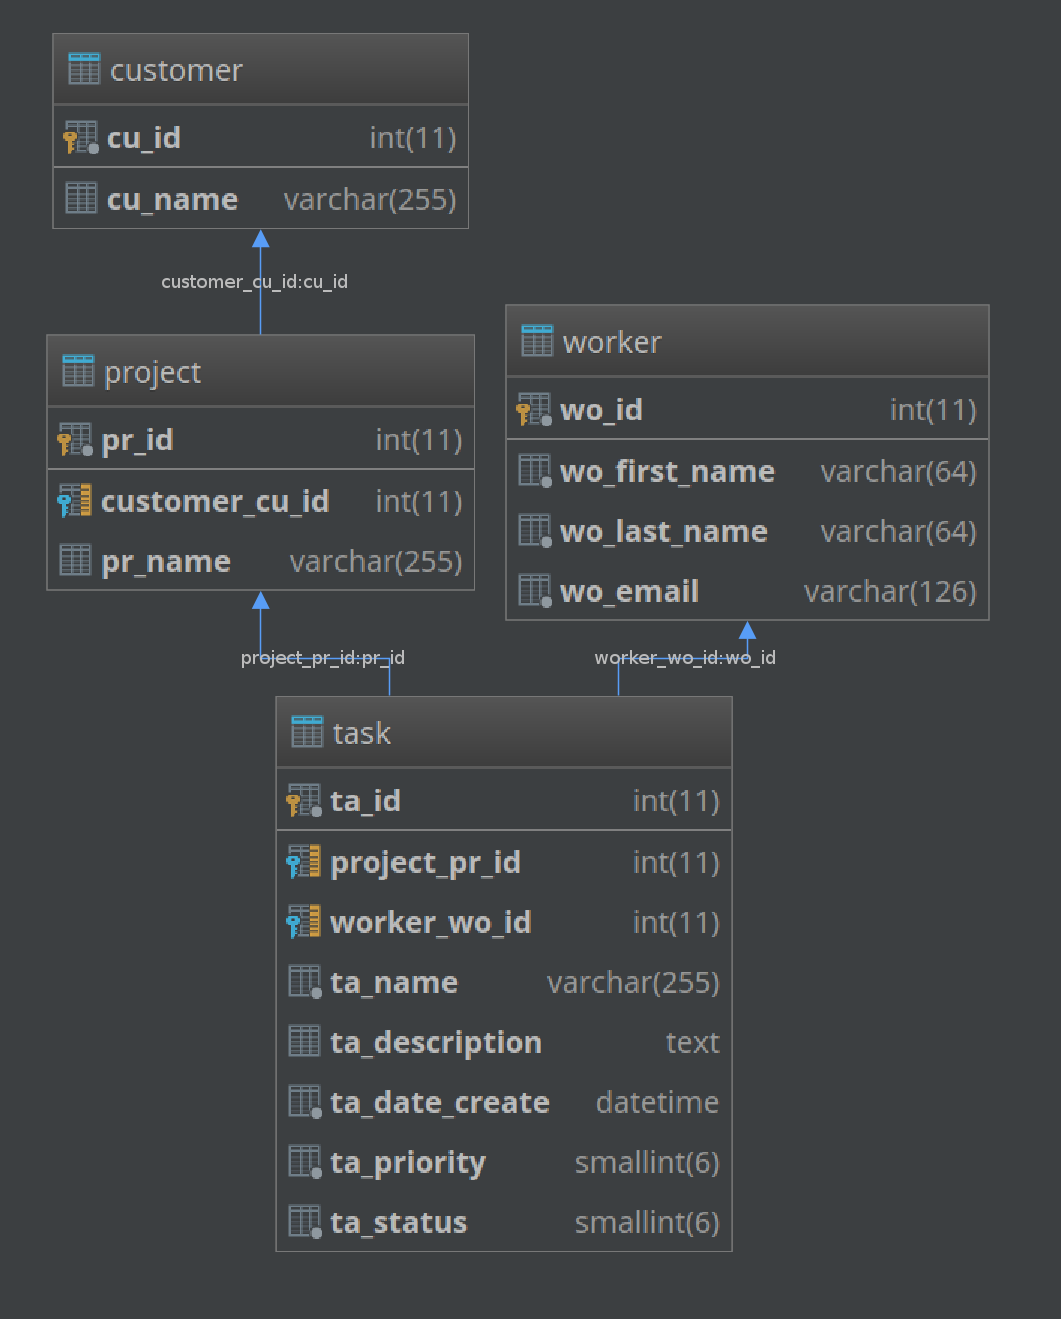 customer
cu_id int(11)
cu_name varchar(255)
customer_cu_id:cu_id
project
pr_id int(11)
customer_cu_id int(11)
pr_name varchar(255)
worker
wo_id int(11)
wo_first_name varchar(64)
wo_last_name varchar(64)
wo_email varchar(126)
project_pr_id:pr_id
worker_wo_id:wo_id
task
ta_id int(11)
project_pr_id int(11)
worker_wo_id int(11)
ta_name varchar(255)
ta_description text
ta_date_create datetime
ta_priority smallint(6)
ta_status smallint(6)